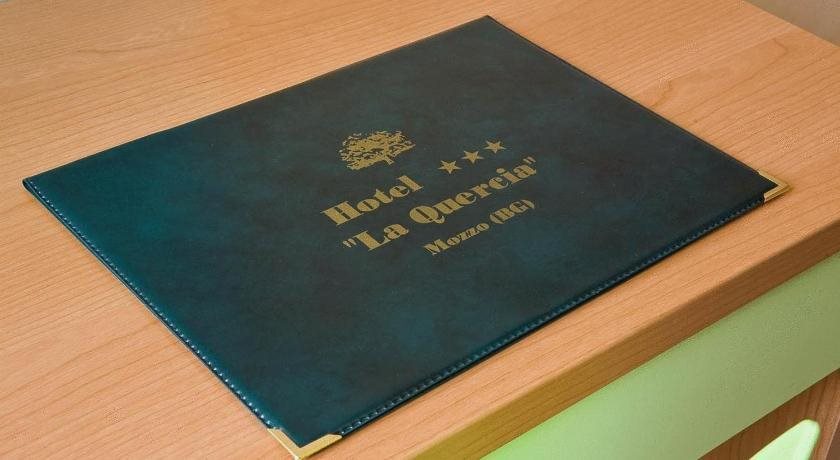 Hotel ★★★
"La Quercia"
Mozzo (BG)